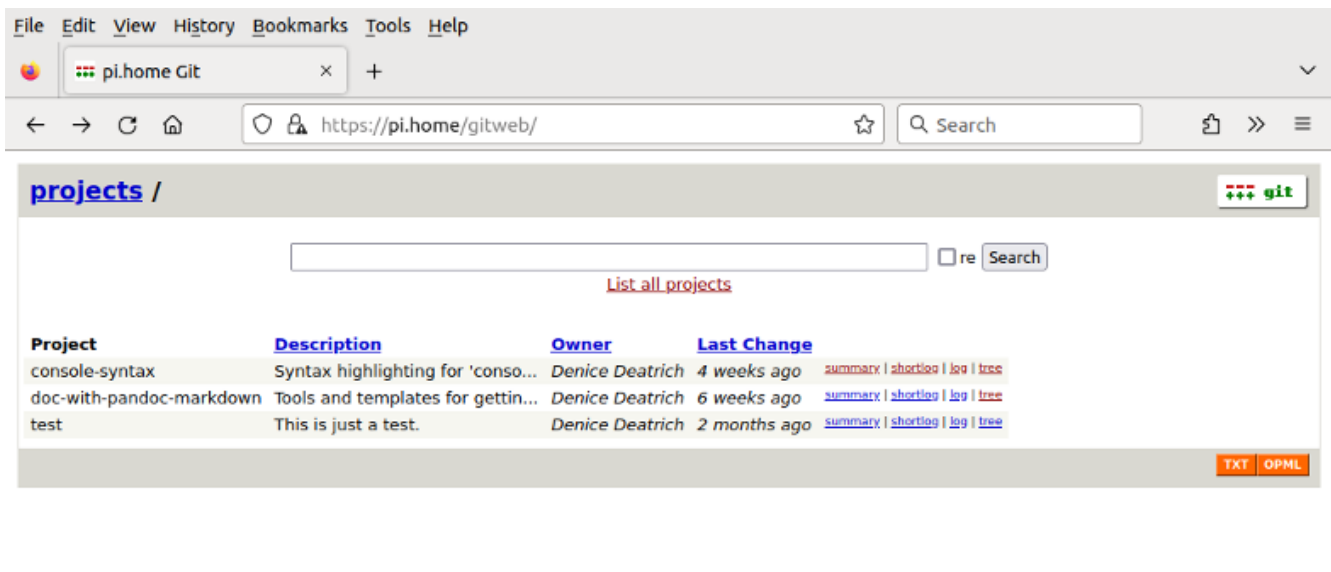 File Edit View History Bookmarks Tools Help
pi.home Git × +
https://pi.home/gitweb/ Search
projects / git
re Search
List all projects
Project Description Owner Last Change
console-syntax Syntax highlighting for 'conso... Denice Deatrich 4 weeks ago summary | shortlog | log | tree
doc-with-pandoc-markdown Tools and templates for gettin... Denice Deatrich 6 weeks ago summary | shortlog | log | tree
test This is just a test. Denice Deatrich 2 months ago summary | shortlog | log | tree
TXT OPML